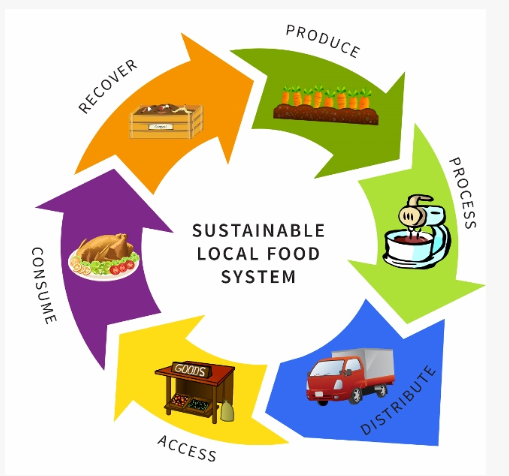 PRODUCE
PROCESS
DISTRIBUTE
ACCESS
CONSUME
RECOVER
SUSTAINABLE
LOCAL FOOD
SYSTEM
GOODS